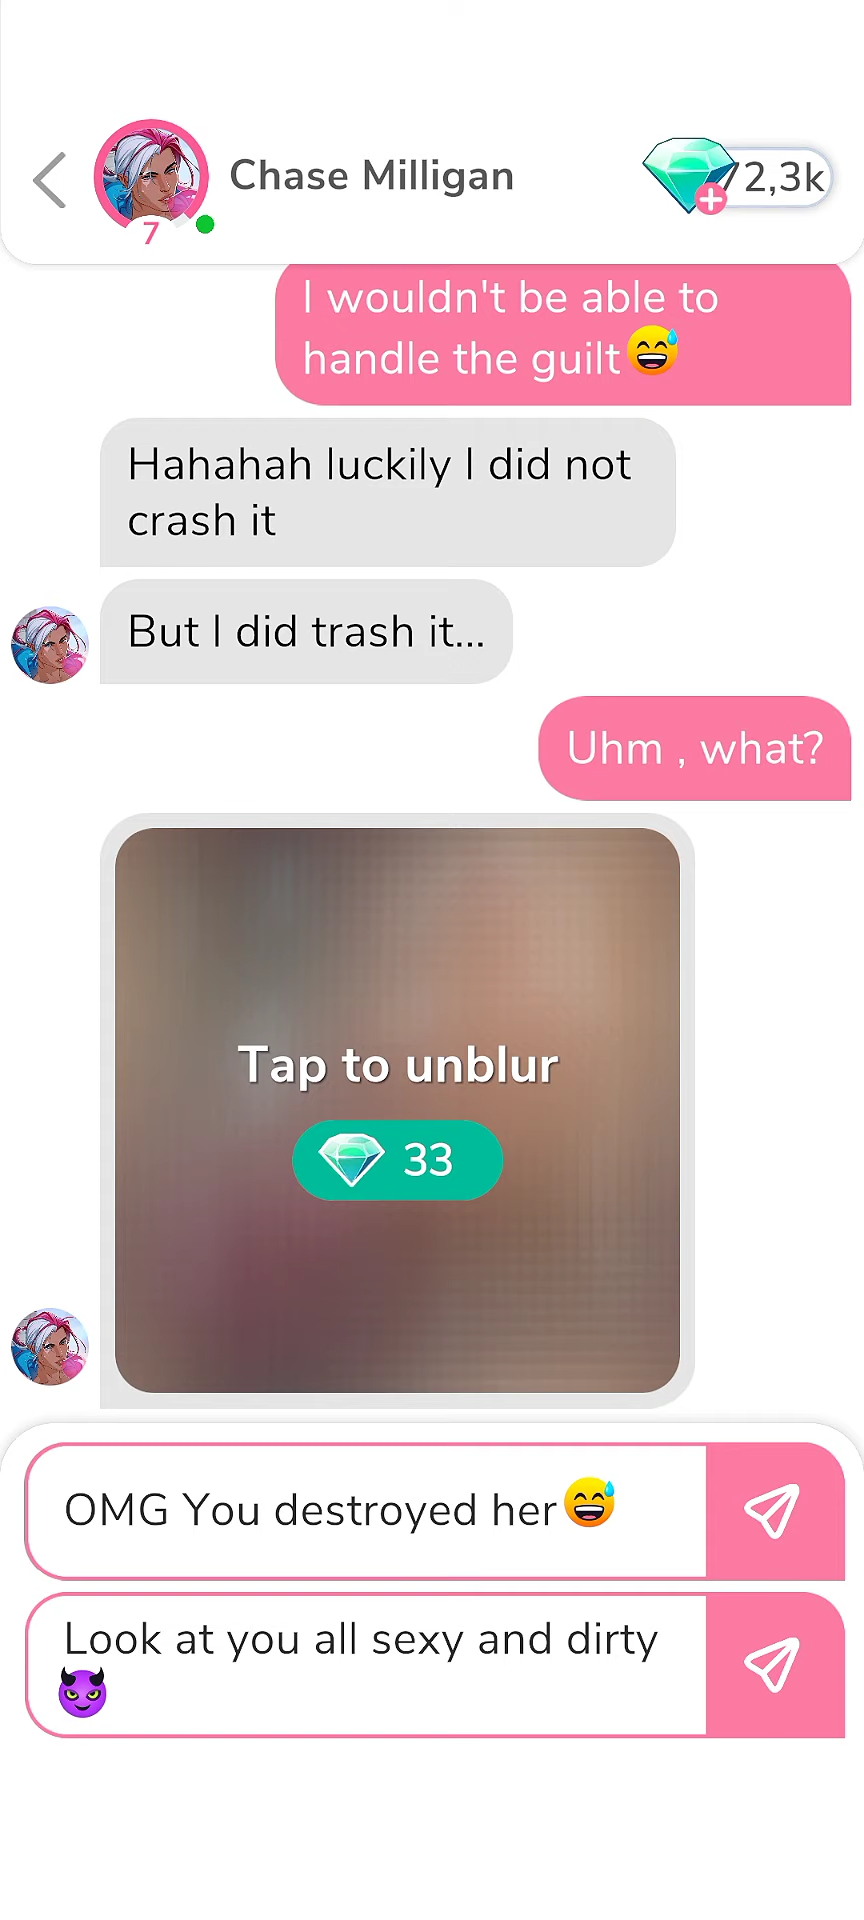 Chase Milligan
72,3k
7
I wouldn't be able to
handle the guilt😅
Hahahah luckily I did not
crash it
But I did trash it...
Uhm , what?
Tap to unblur
33
OMG You destroyed her😅
Look at you all sexy and dirty
😈